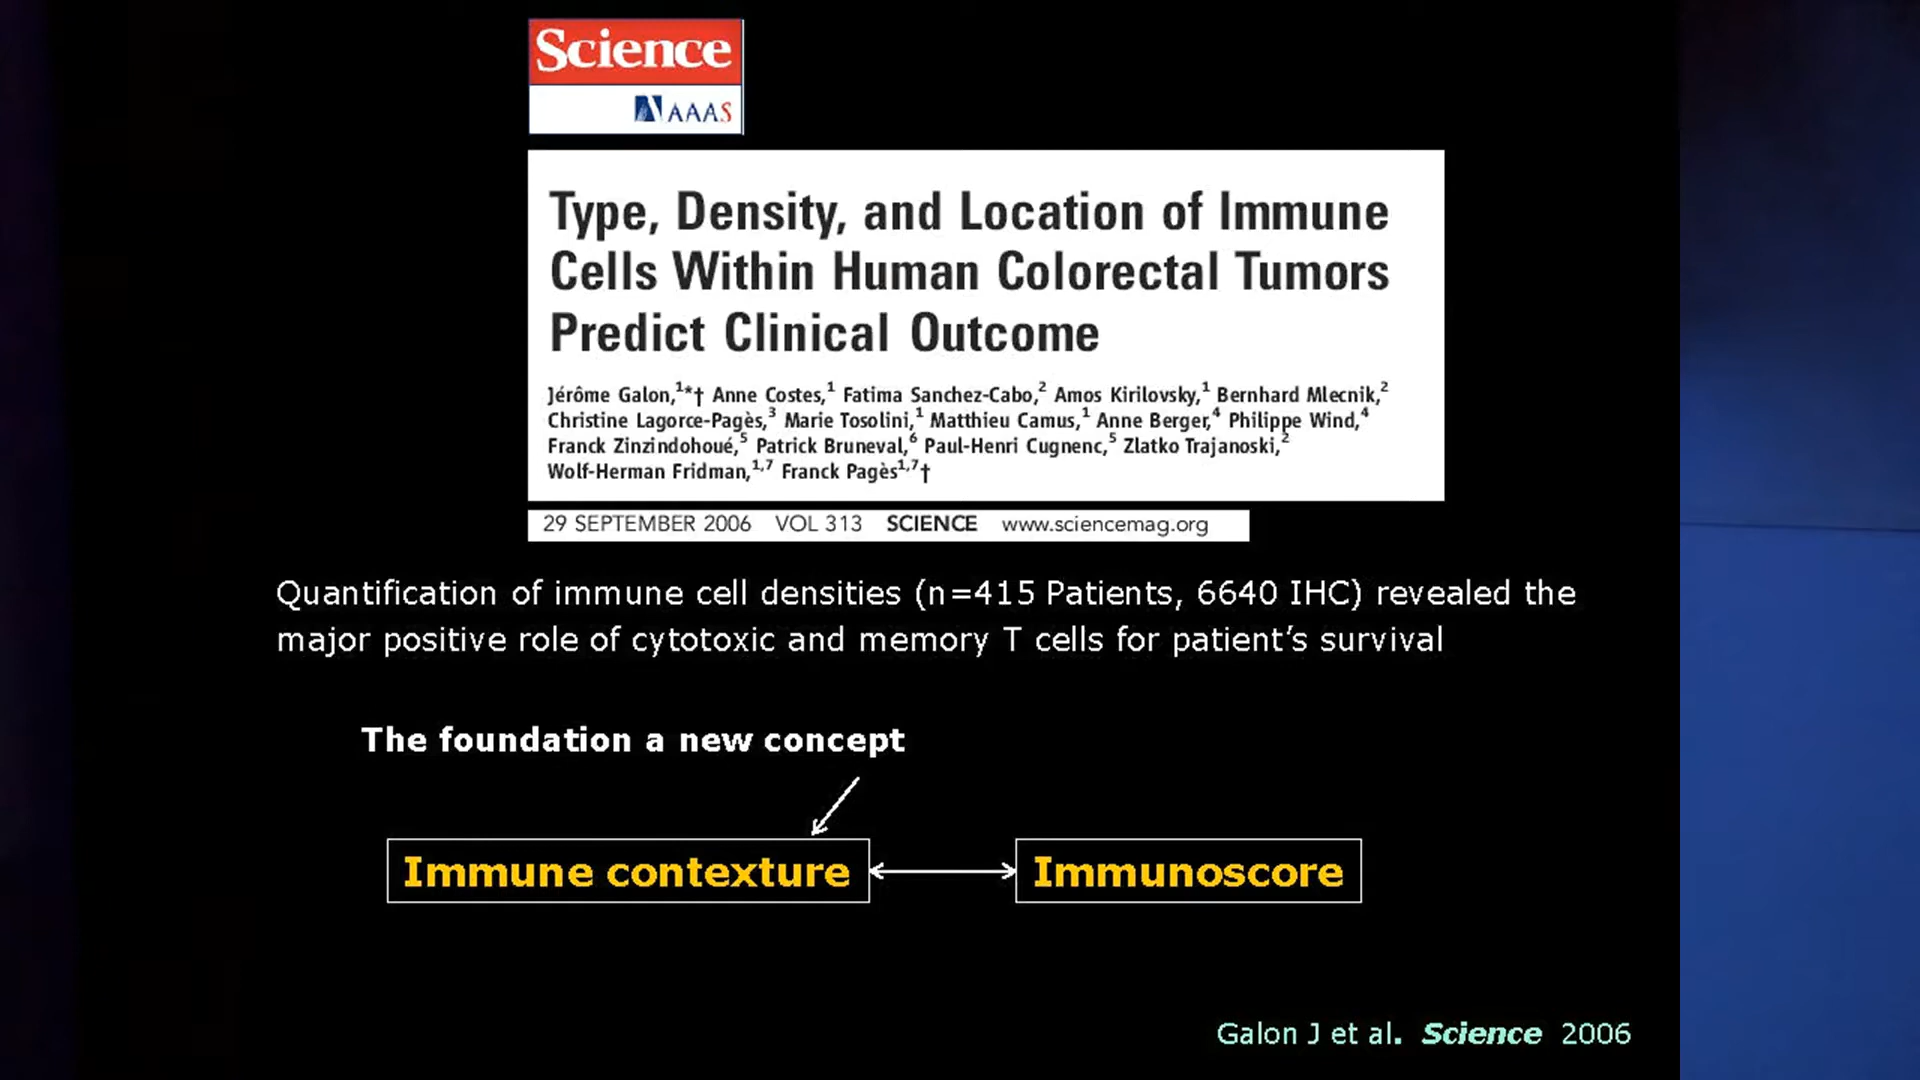 Science
AAAS
Type, Density, and Location of Immune
Cells Within Human Colorectal Tumors
Predict Clinical Outcome
Jérôme Galon,1*† Anne Costes,1 Fatima Sanchez-Cabo,2 Amos Kirilovsky,1 Bernhard Mlecnik,2
Christine Lagorce-Pagès,3 Marie Tosolini,1 Matthieu Camus,1 Anne Berger,4 Philippe Wind,4
Franck Zinzindohoué,5 Patrick Bruneval,6 Paul-Henri Cugnenc,5 Zlatko Trajanoski,2
Wolf-Herman Fridman,1,7 Franck Pagès1,7†
29 SEPTEMBER 2006 VOL 313 SCIENCE www.sciencemag.org
Quantification of immune cell densities (n=415 Patients, 6640 IHC) revealed the
major positive role of cytotoxic and memory T cells for patient’s survival
The foundation a new concept
Immune contexture
Immunoscore
Galon J et al. Science 2006